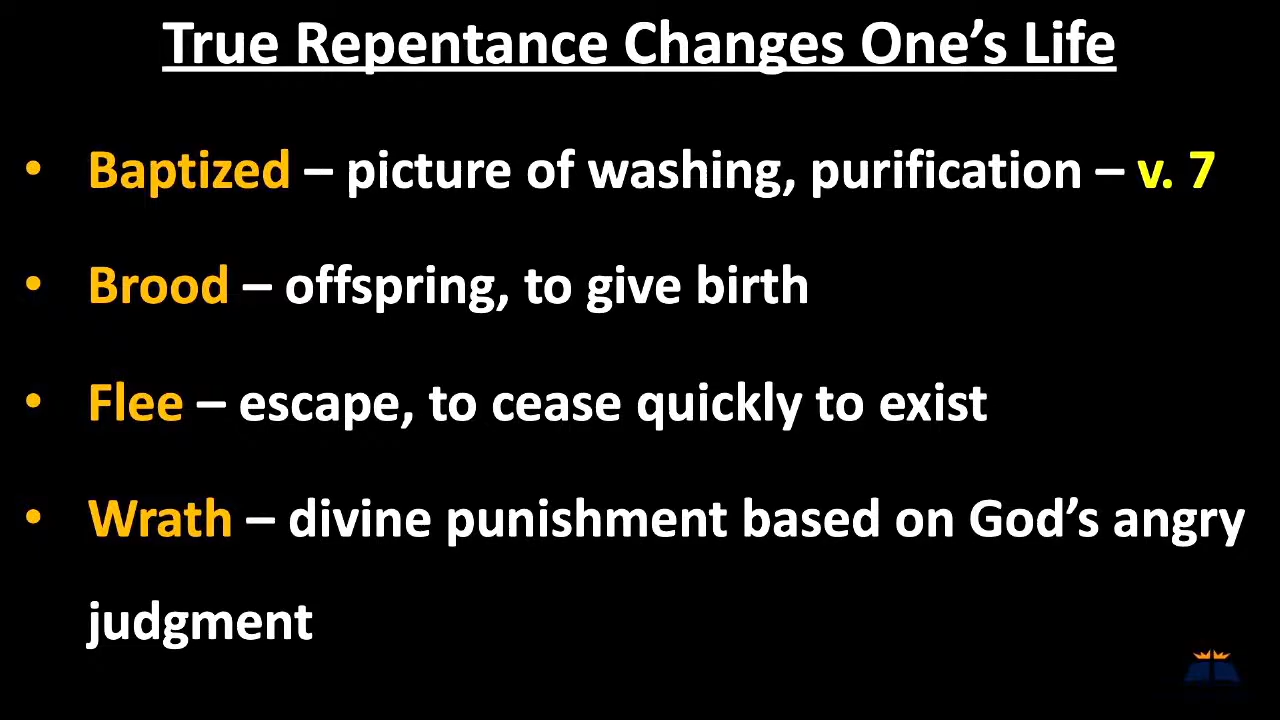 True Repentance Changes One’s Life
• Baptized – picture of washing, purification – v. 7
• Brood – offspring, to give birth
• Flee – escape, to cease quickly to exist
• Wrath – divine punishment based on God’s angry
judgment